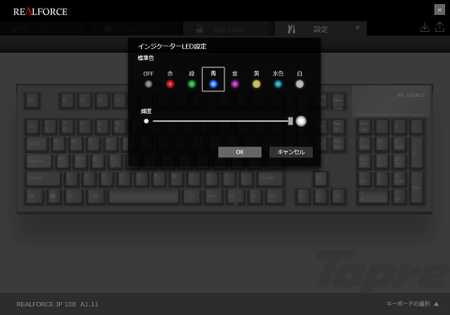 REALFORCE
設定
インジケーターLED設定
標準色
OFF 赤 緑 青 紫 黄 水色 白
輝度
OK キャンセル
REALFORCE
Topre
REALFORCE JP 108 A1.11
キーボードの選択 ▲